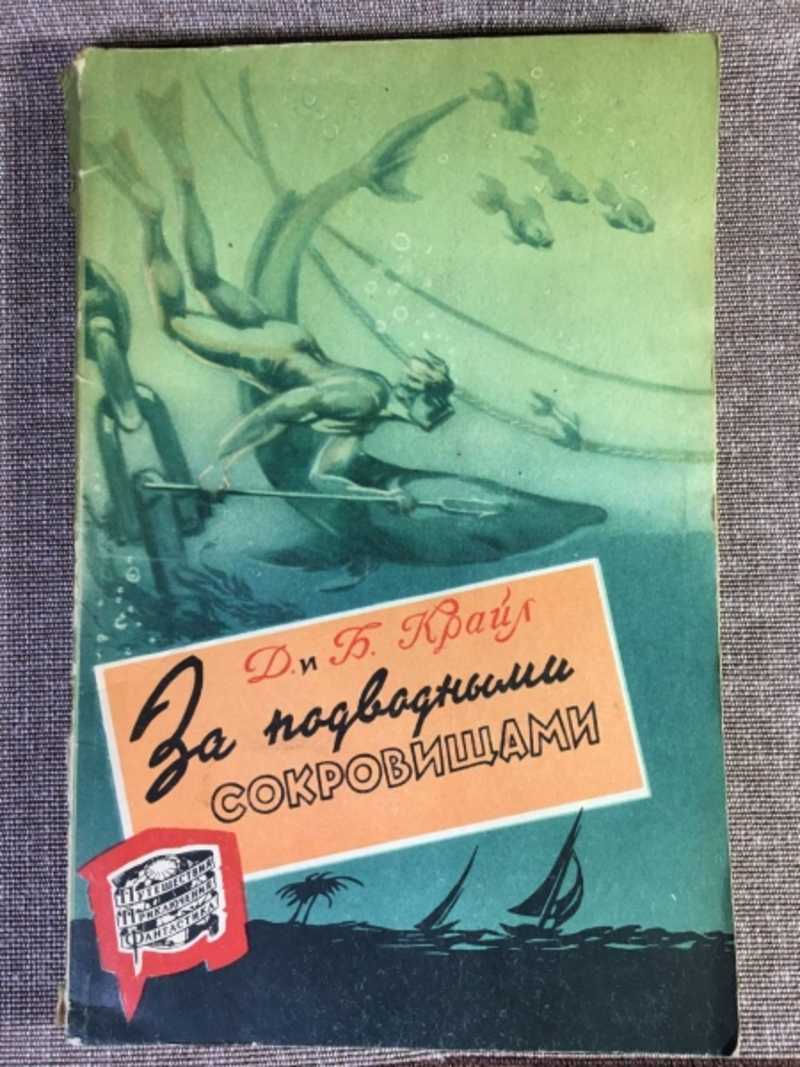 Д. и Б. Крайл
За подводными
СОКРОВИЩАМИ
ПУТЕШЕСТВИЯ
ПРИКЛЮЧЕНИЯ
ФАНТАСТИКА